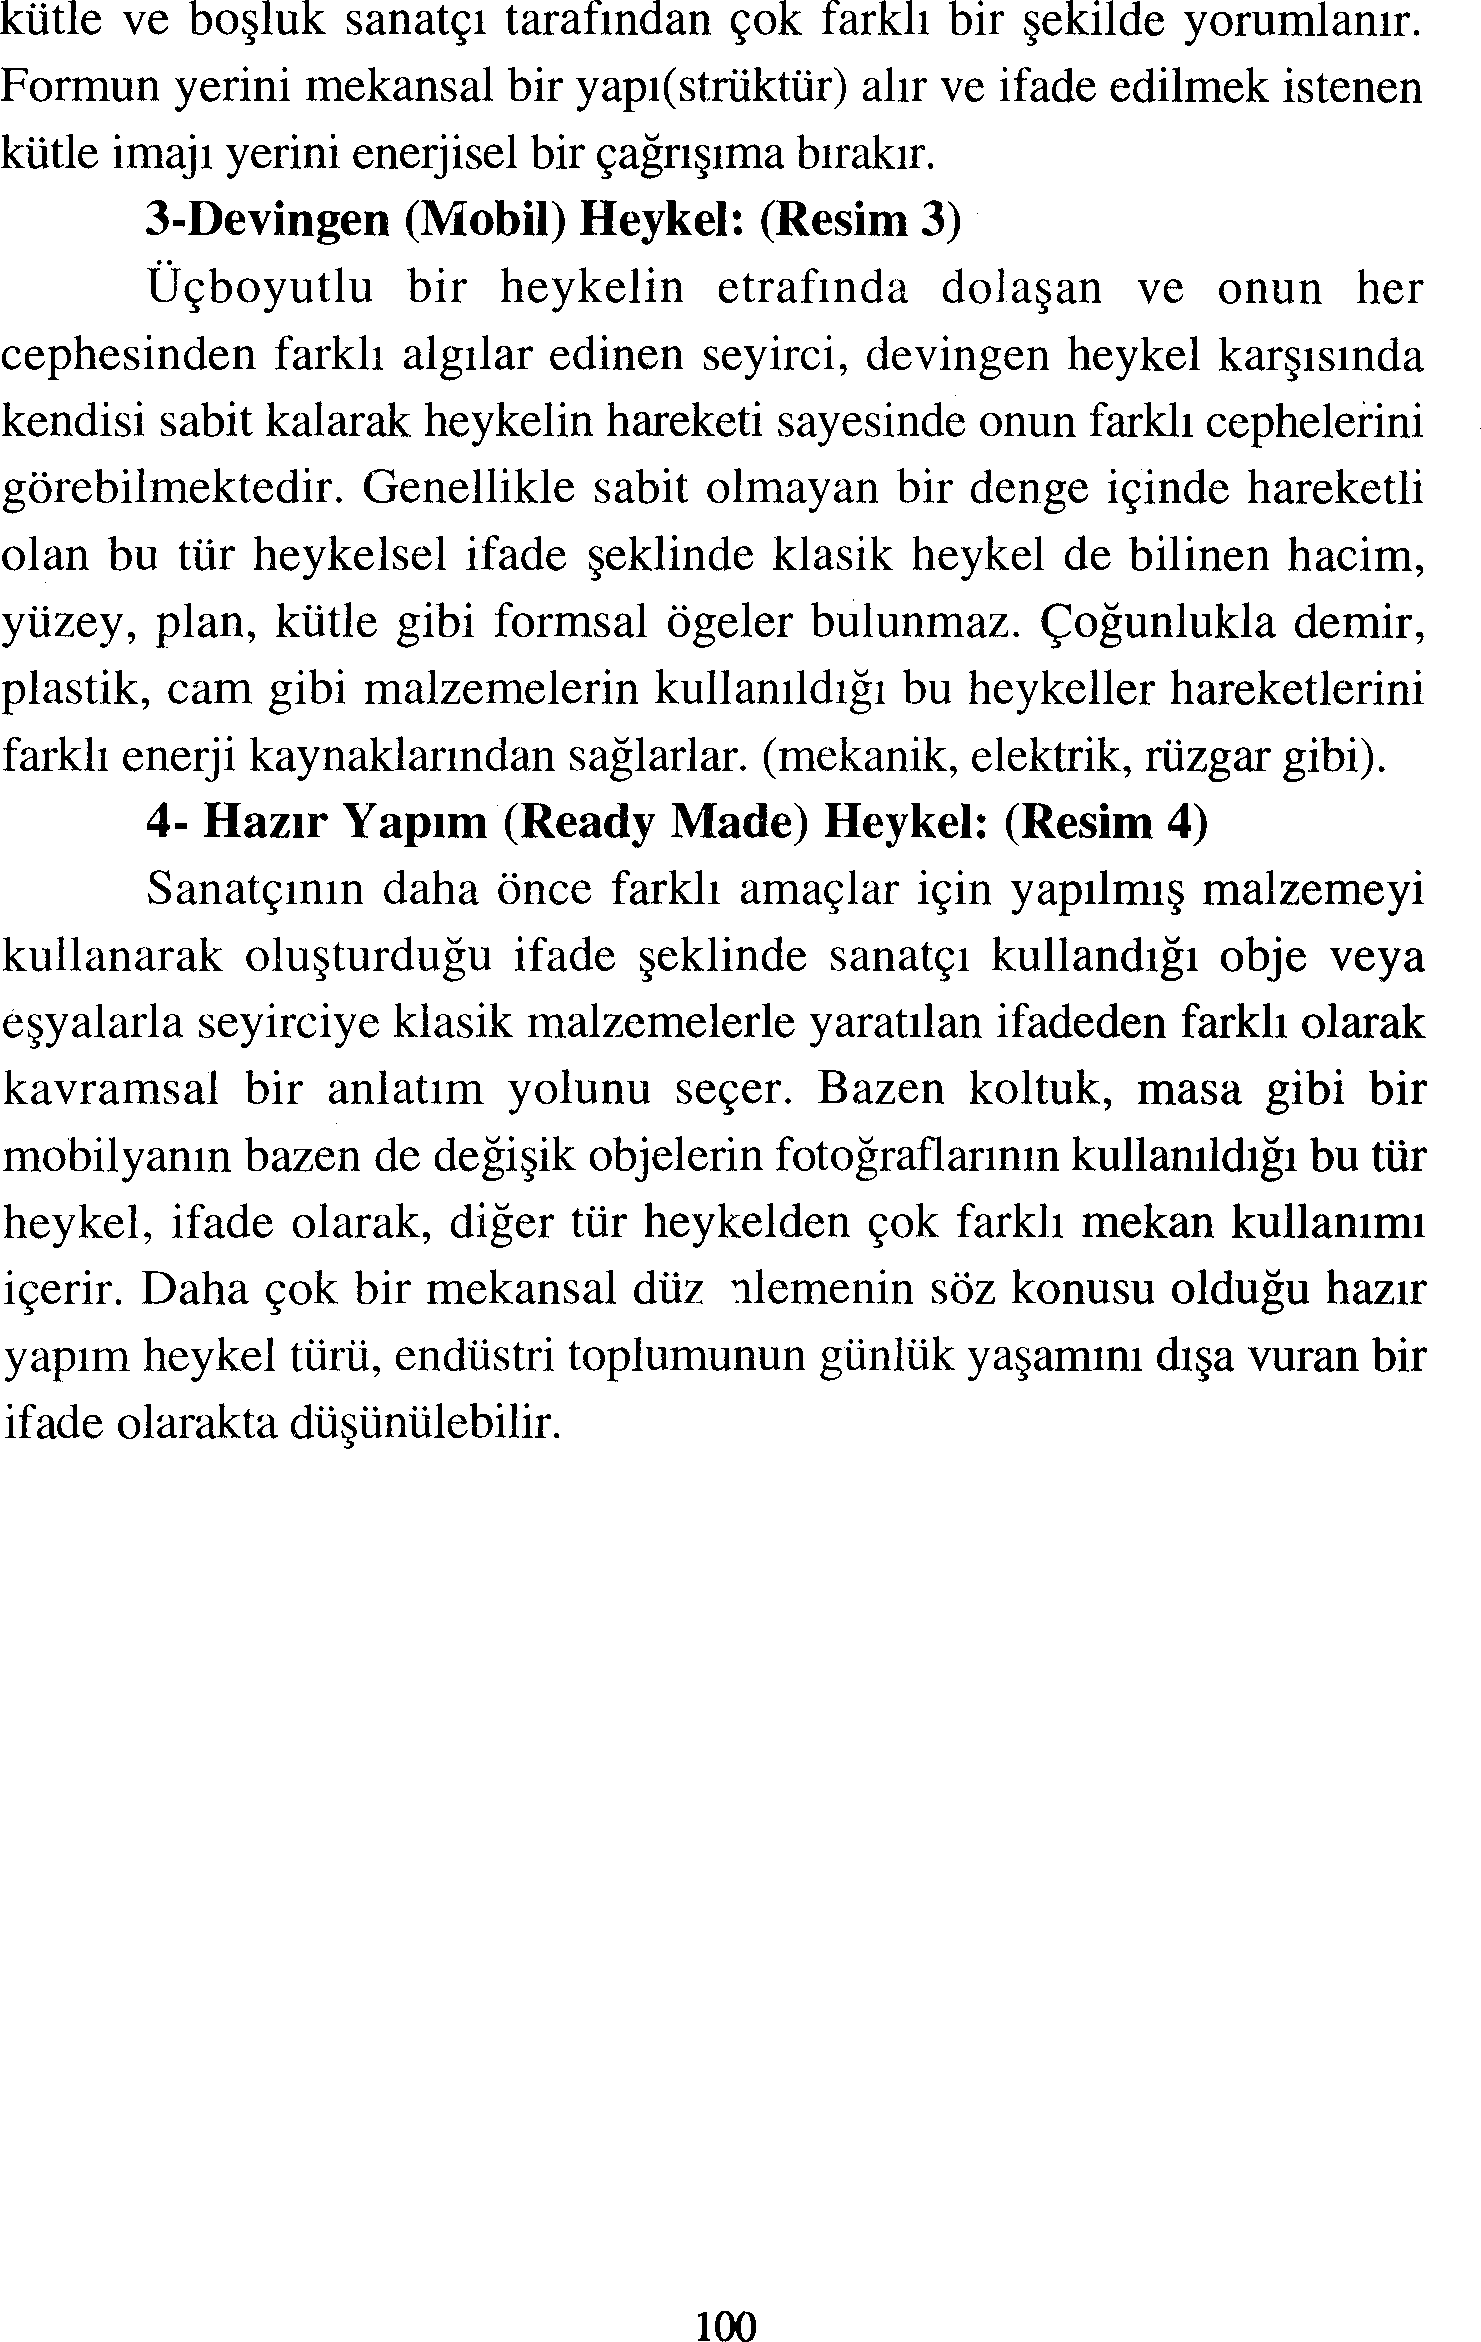 kütle ve boşluk sanatçı tarafından çok farklı bir şekilde yorumlanır.
Formun yerini mekansal bir yapı(strüktür) alır ve ifade edilmek istenen
kütle imajı yerini enerjisel bir çağrışıma bırakır.
3-Devingen (Mobil) Heykel: (Resim 3)
Üçboyutlu bir heykelin etrafında dolaşan ve onun her
cephesinden farklı algılar edinen seyirci, devingen heykel karşısında
kendisi sabit kalarak heykelin hareketi sayesinde onun farklı cephelerini
görebilmektedir. Genellikle sabit olmayan bir denge içinde hareketli
olan bu tür heykelsel ifade şeklinde klasik heykel de bilinen hacim,
yüzey, plan, kütle gibi formsal ögeler bulunmaz. Çoğunlukla demir,
plastik, cam gibi malzemelerin kullanıldığı bu heykeller hareketlerini
farklı enerji kaynaklarından sağlarlar. (mekanik, elektrik, rüzgar gibi).
4- Hazır Yapım (Ready Made) Heykel: (Resim 4)
Sanatçının daha önce farklı amaçlar için yapılmış malzemeyi
kullanarak oluşturduğu ifade şeklinde sanatçı kullandığı obje veya
eşyalarla seyirciye klasik malzemelerle yaratılan ifadeden farklı olarak
kavramsal bir anlatım yolunu seçer. Bazen koltuk, masa gibi bir
mobilyanın bazen de değişik objelerin fotoğraflarının kullanıldığı bu tür
heykel, ifade olarak, diğer tür heykelden çok farklı mekan kullanımı
içerir. Daha çok bir mekansal düzenlemenin söz konusu olduğu hazır
yapım heykel türü, endüstri toplumunun günlük yaşamını dışa vuran bir
ifade olarakta düşünülebilir.
100